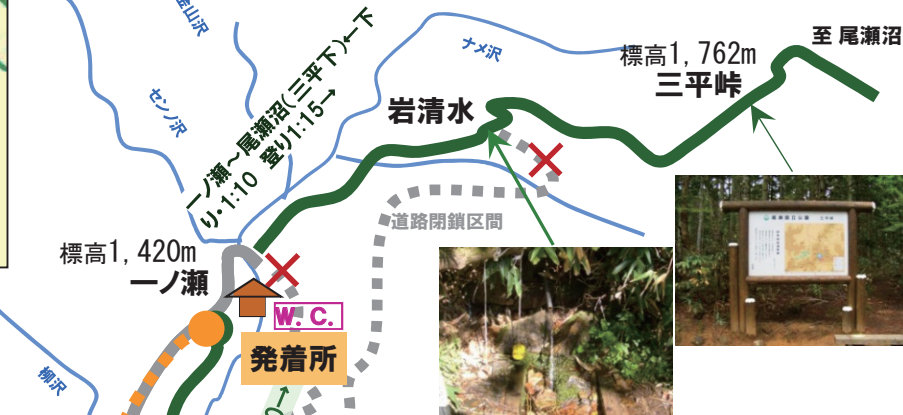 金山沢
センノ沢
一ノ瀬～尾瀬沼(三平下)←下
り・1:10 登り1:15→
ナメ沢
標高1,762m
三平峠
至 尾瀬沼
岩清水
道路閉鎖区間
標高1,420m
一ノ瀬
W.C.
発着所
柳沢